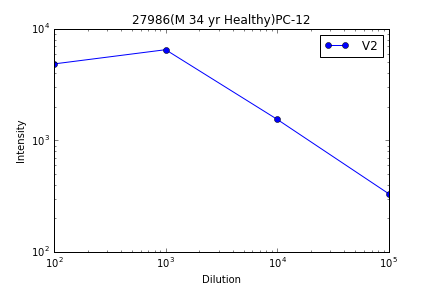 27986(M 34 yr Healthy)PC-12
10^4
10^3
10^2
Intensity
V2
10^2 10^3 10^4 10^5
Dilution